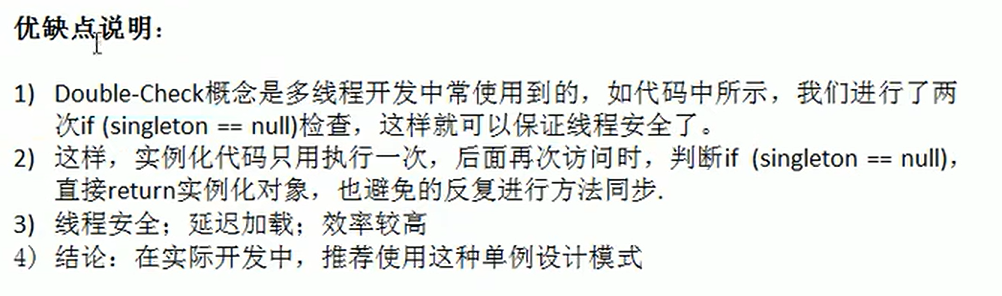 优缺点说明：
1) Double-Check概念是多线程开发中常使用到的，如代码中所示，我们进行了两
次if (singleton == null)检查，这样就可以保证线程安全了。
2) 这样，实例化代码只用执行一次，后面再次访问时，判断if (singleton == null)，
直接return实例化对象，也避免的反复进行方法同步.
3) 线程安全；延迟加载；效率较高
4) 结论：在实际开发中，推荐使用这种单例设计模式